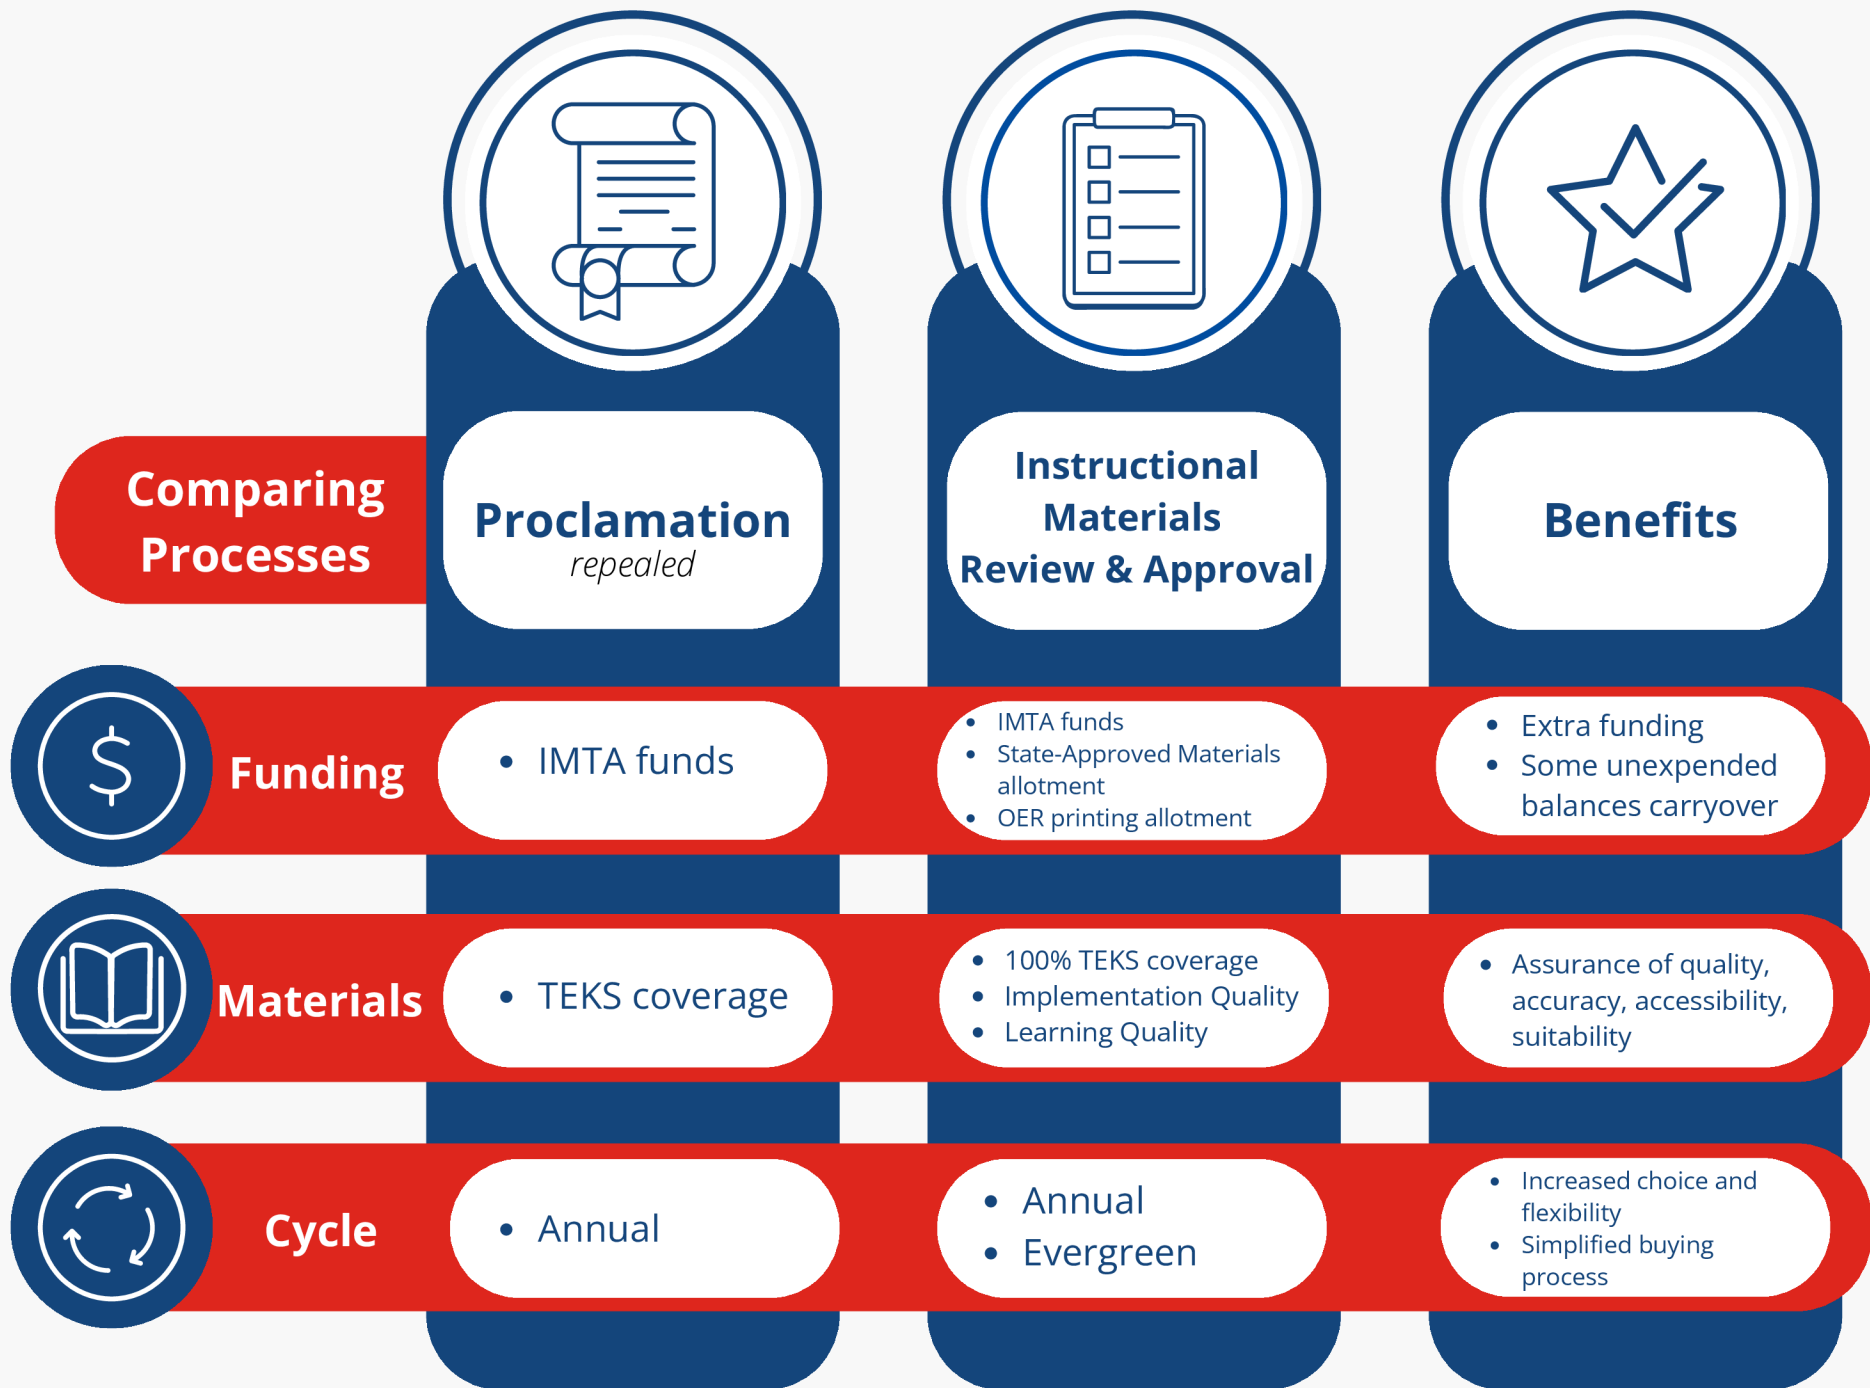 Comparing
Processes
Proclamation
repealed
Instructional
Materials
Review & Approval
Benefits
Funding
• IMTA funds
• IMTA funds
• State-Approved Materials
allotment
• OER printing allotment
• Extra funding
• Some unexpended
balances carryover
Materials
• TEKS coverage
• 100% TEKS coverage
• Implementation Quality
• Learning Quality
• Assurance of quality,
accuracy, accessibility,
suitability
Cycle
• Annual
• Annual
• Evergreen
• Increased choice and
flexibility
• Simplified buying
process